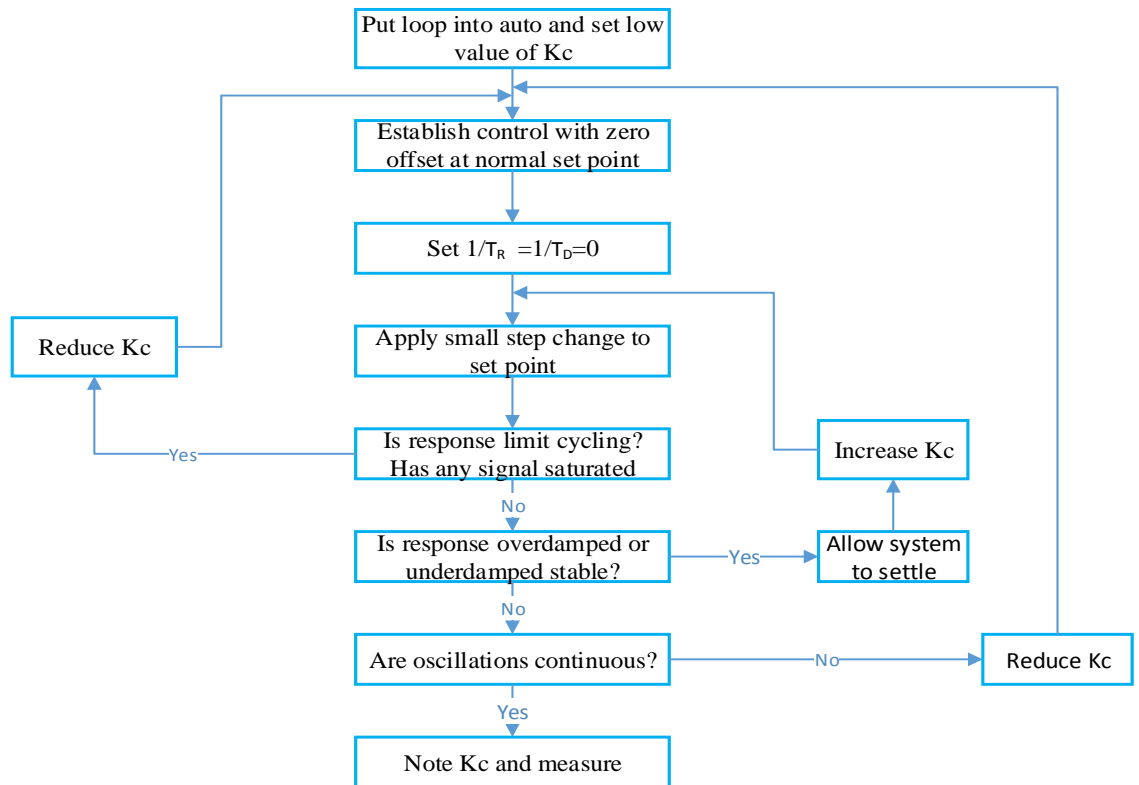 Put loop into auto and set low
value of Kc
Establish control with zero
offset at normal set point
Set 1/TR =1/TD=0
Reduce Kc
Apply small step change to
set point
Is response limit cycling?
Has any signal saturated
Yes
Increase Kc
No
Is response overdamped or
underdamped stable?
Yes
Allow system
to settle
No
Are oscillations continuous?
No
Reduce Kc
Yes
Note Kc and measure